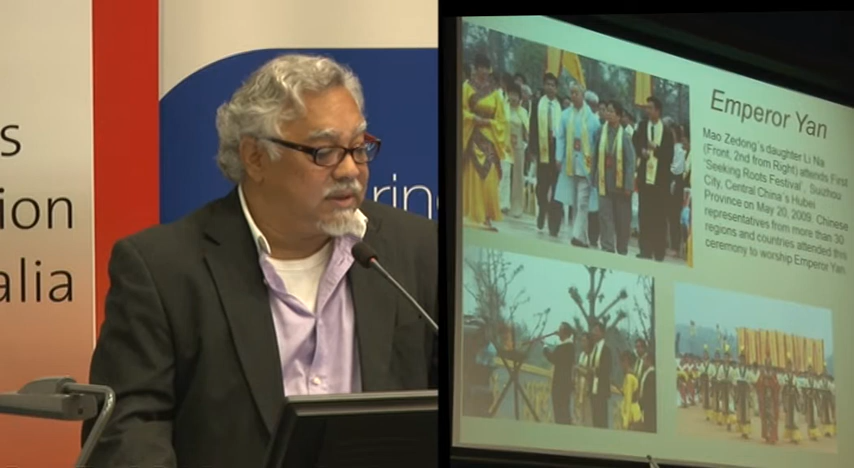 s
ion
alia
rin
Emperor Yan
Mao Zedong's daughter Li Na
(Front, 2nd from Right) attends 'First
'Seeking Roots Festival', Suizhou
City, Central China's Hubei
Province on May 20, 2009. Chinese
representatives from more than 30
regions and countries attended this
ceremony to worship Emperor Yan.